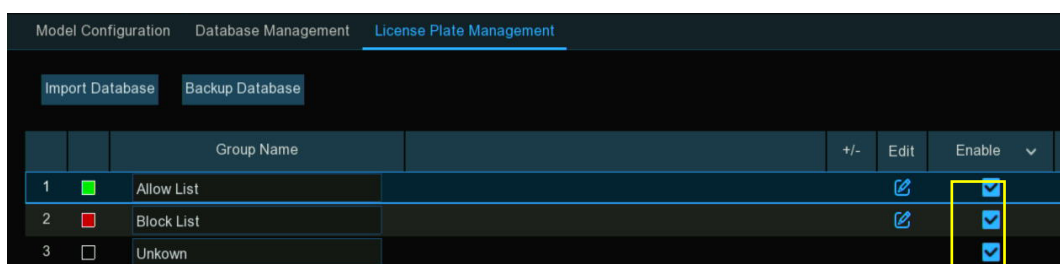 Model Configuration Database Management License Plate Management
Import Database Backup Database
Group Name +/- Edit Enable
1 Allow List
2 Block List
3 Unkown